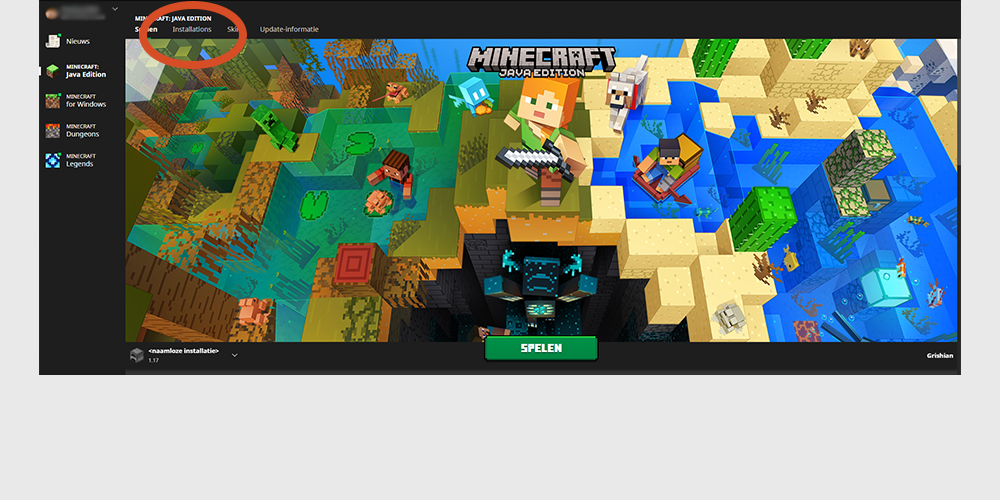 MINECRAFT: JAVA EDITION
Spelen Installations Update-informatie
Nieuws
MINECRAFT:
Java Edition
MINECRAFT
for Windows
MINECRAFT
Dungeons
MINECRAFT
Legends
MINECRAFT
JAVA EDITION
<naamloze installatie>
1.17
SPELEN
Grishian